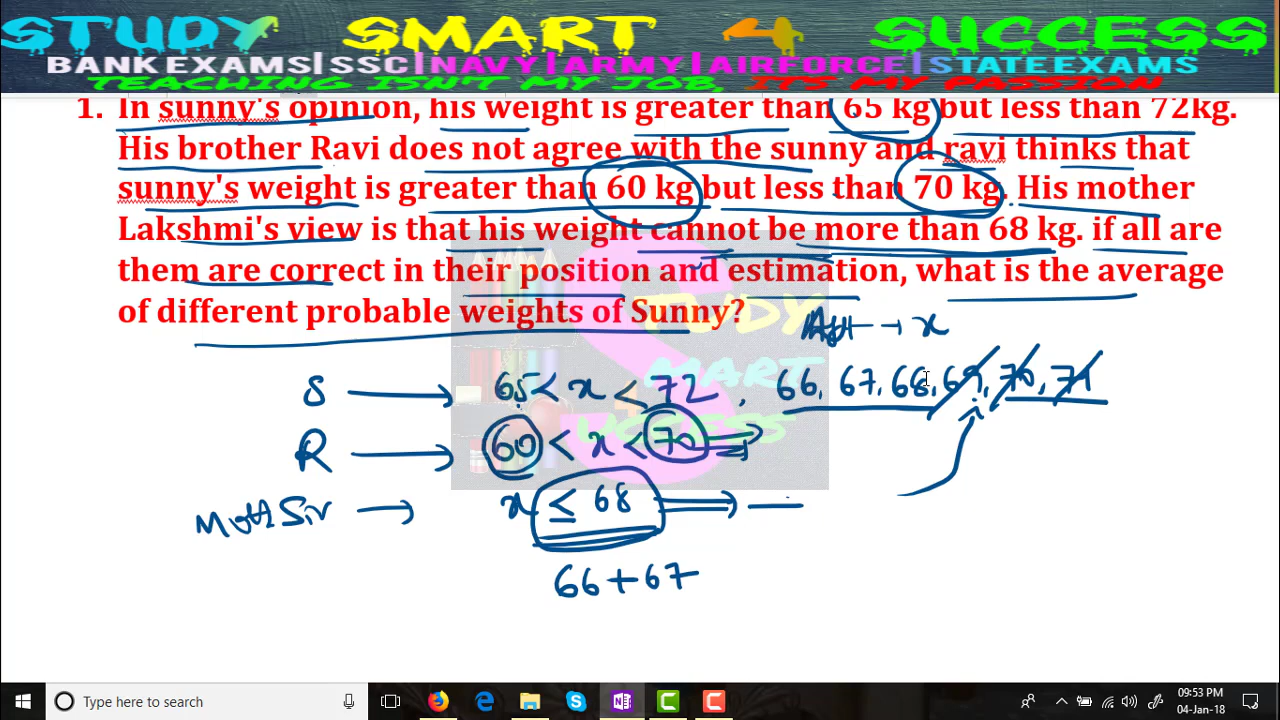 STUDY SMART 4 SUCCESS
BANK EXAMS|SSC|NAVY|ARMY|AIRFORCE|STATE EXAMS
TEACHING ISN'T MY JOB, IT'S MY PASSION
1. In sunny's opinion, his weight is greater than 65 kg but less than 72kg.
His brother Ravi does not agree with the sunny and ravi thinks that
sunny's weight is greater than 60 kg but less than 70 kg. His mother
Lakshmi's view is that his weight cannot be more than 68 kg. if all are
them are correct in their position and estimation, what is the average
of different probable weights of Sunny?
→ x
S → 65 < x < 72, 66, 67, 68, 69, 70, 71
R → 60 < x < 70 ⇒
→ x ≤ 68 ⇒
66 + 67
STUDY
SMART
SUCCESS
Type here to search
09:53 PM
04-Jan-18